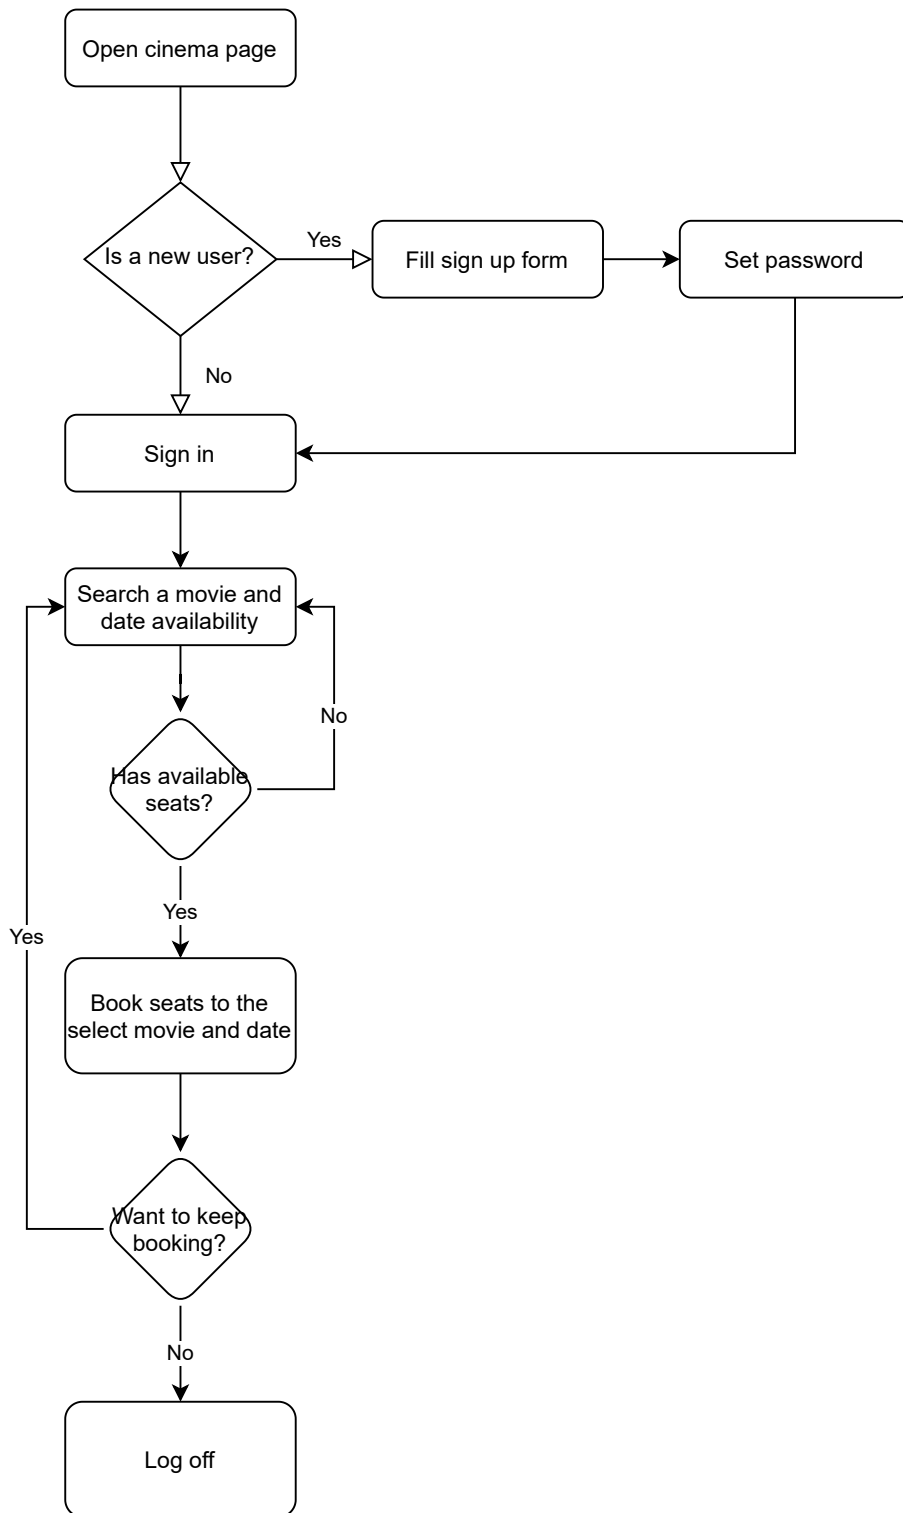 Open cinema page
Is a new user?
Yes
Fill sign up form
Set password
No
Sign in
Search a movie and
date availability
No
Has available
seats?
Yes
Yes
Book seats to the
select movie and date
Want to keep
booking?
No
Log off